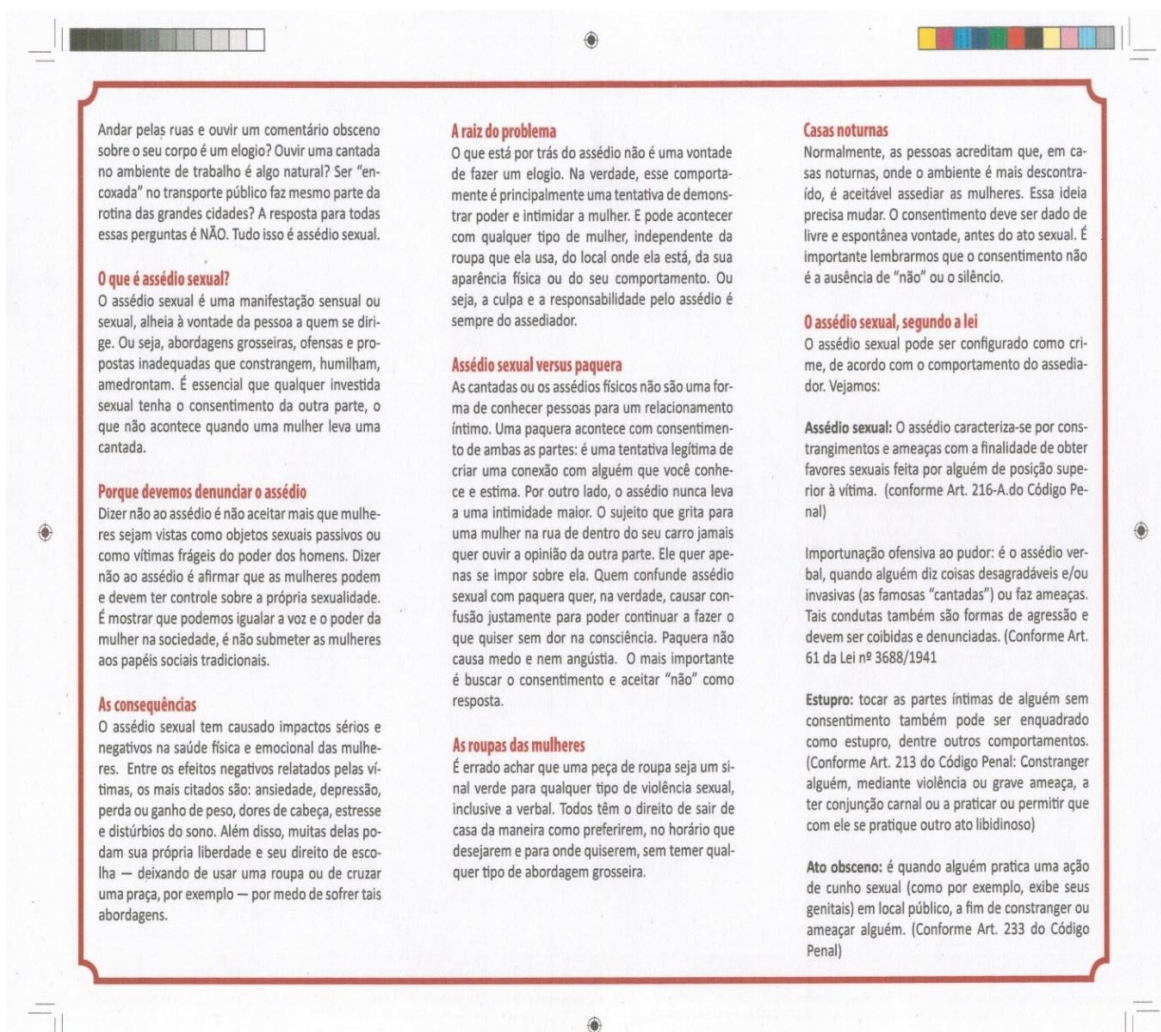 Andar pelas ruas e ouvir um comentário obsceno
sobre o seu corpo é um elogio? Ouvir uma cantada
no ambiente de trabalho é algo natural? Ser “en-
coxada” no transporte público faz mesmo parte da
rotina das grandes cidades? A resposta para todas
essas perguntas é NÃO. Tudo isso é assédio sexual.
O que é assédio sexual?
O assédio sexual é uma manifestação sensual ou
sexual, alheia à vontade da pessoa a quem se diri-
ge. Ou seja, abordagens grosseiras, ofensas e pro-
postas inadequadas que constrangem, humilham,
amedrontam. É essencial que qualquer investida
sexual tenha o consentimento da outra parte, o
que não acontece quando uma mulher leva uma
cantada.
Porque devemos denunciar o assédio
Dizer não ao assédio é não aceitar mais que mulhe-
res sejam vistas como objetos sexuais passivos ou
como vítimas frágeis do poder dos homens. Dizer
não ao assédio é afirmar que as mulheres podem
e devem ter controle sobre a própria sexualidade.
É mostrar que podemos igualar a voz e o poder da
mulher na sociedade, é não submeter as mulheres
aos papéis sociais tradicionais.
As consequências
O assédio sexual tem causado impactos sérios e
negativos na saúde física e emocional das mulhe-
res. Entre os efeitos negativos relatados pelas ví-
timas, os mais citados são: ansiedade, depressão,
perda ou ganho de peso, dores de cabeça, estresse
e distúrbios do sono. Além disso, muitas delas po-
dam sua própria liberdade e seu direito de esco-
lha — deixando de usar uma roupa ou de cruzar
uma praça, por exemplo — por medo de sofrer tais
abordagens.
A raiz do problema
O que está por trás do assédio não é uma vontade
de fazer um elogio. Na verdade, esse comporta-
mento é principalmente uma tentativa de demons-
trar poder e intimidar a mulher. E pode acontecer
com qualquer tipo de mulher, independente da
roupa que ela usa, do local onde ela está, da sua
aparência física ou do seu comportamento. Ou
seja, a culpa e a responsabilidade pelo assédio é
sempre do assediador.
Assédio sexual versus paquera
As cantadas ou os assédios físicos não são uma for-
ma de conhecer pessoas para um relacionamento
íntimo. Uma paquera acontece com consentimen-
to de ambas as partes: é uma tentativa legítima de
criar uma conexão com alguém que você conhe-
ce e estima. Por outro lado, o assédio nunca leva
a uma intimidade maior. O sujeito que grita para
uma mulher na rua de dentro do seu carro jamais
quer ouvir a opinião da outra parte. Ele quer ape-
nas se impor sobre ela. Quem confunde assédio
sexual com paquera quer, na verdade, causar con-
fusão justamente para poder continuar a fazer o
que quiser sem dor na consciência. Paquera não
causa medo e nem angústia. O mais importante
é buscar o consentimento e aceitar “não” como
resposta.
As roupas das mulheres
É errado achar que uma peça de roupa seja um si-
nal verde para qualquer tipo de violência sexual,
inclusive a verbal. Todos têm o direito de sair de
casa da maneira como preferirem, no horário que
desejarem e para onde quiserem, sem temer qual-
quer tipo de abordagem grosseira.
Casas noturnas
Normalmente, as pessoas acreditam que, em ca-
sas noturnas, onde o ambiente é mais descontra-
ído, é aceitável assediar as mulheres. Essa ideia
precisa mudar. O consentimento deve ser dado de
livre e espontânea vontade, antes do ato sexual. É
importante lembrarmos que o consentimento não
é a ausência de “não” ou o silêncio.
O assédio sexual, segundo a lei
O assédio sexual pode ser configurado como cri-
me, de acordo com o comportamento do assedia-
dor. Vejamos:
Assédio sexual: O assédio caracteriza-se por cons-
trangimentos e ameaças com a finalidade de obter
favores sexuais feita por alguém de posição supe-
rior à vítima. (conforme Art. 216-A.do Código Pe-
nal)
Importunação ofensiva ao pudor: é o assédio ver-
bal, quando alguém diz coisas desagradáveis e/ou
invasivas (as famosas “cantadas”) ou faz ameaças.
Tais condutas também são formas de agressão e
devem ser coibidas e denunciadas. (Conforme Art.
61 da Lei nº 3688/1941
Estupro: tocar as partes íntimas de alguém sem
consentimento também pode ser enquadrado
como estupro, dentre outros comportamentos.
(Conforme Art. 213 do Código Penal: Constranger
alguém, mediante violência ou grave ameaça, a
ter conjunção carnal ou a praticar ou permitir que
com ele se pratique outro ato libidinoso)
Ato obsceno: é quando alguém pratica uma ação
de cunho sexual (como por exemplo, exibe seus
genitais) em local público, a fim de constranger ou
ameaçar alguém. (Conforme Art. 233 do Código
Penal)